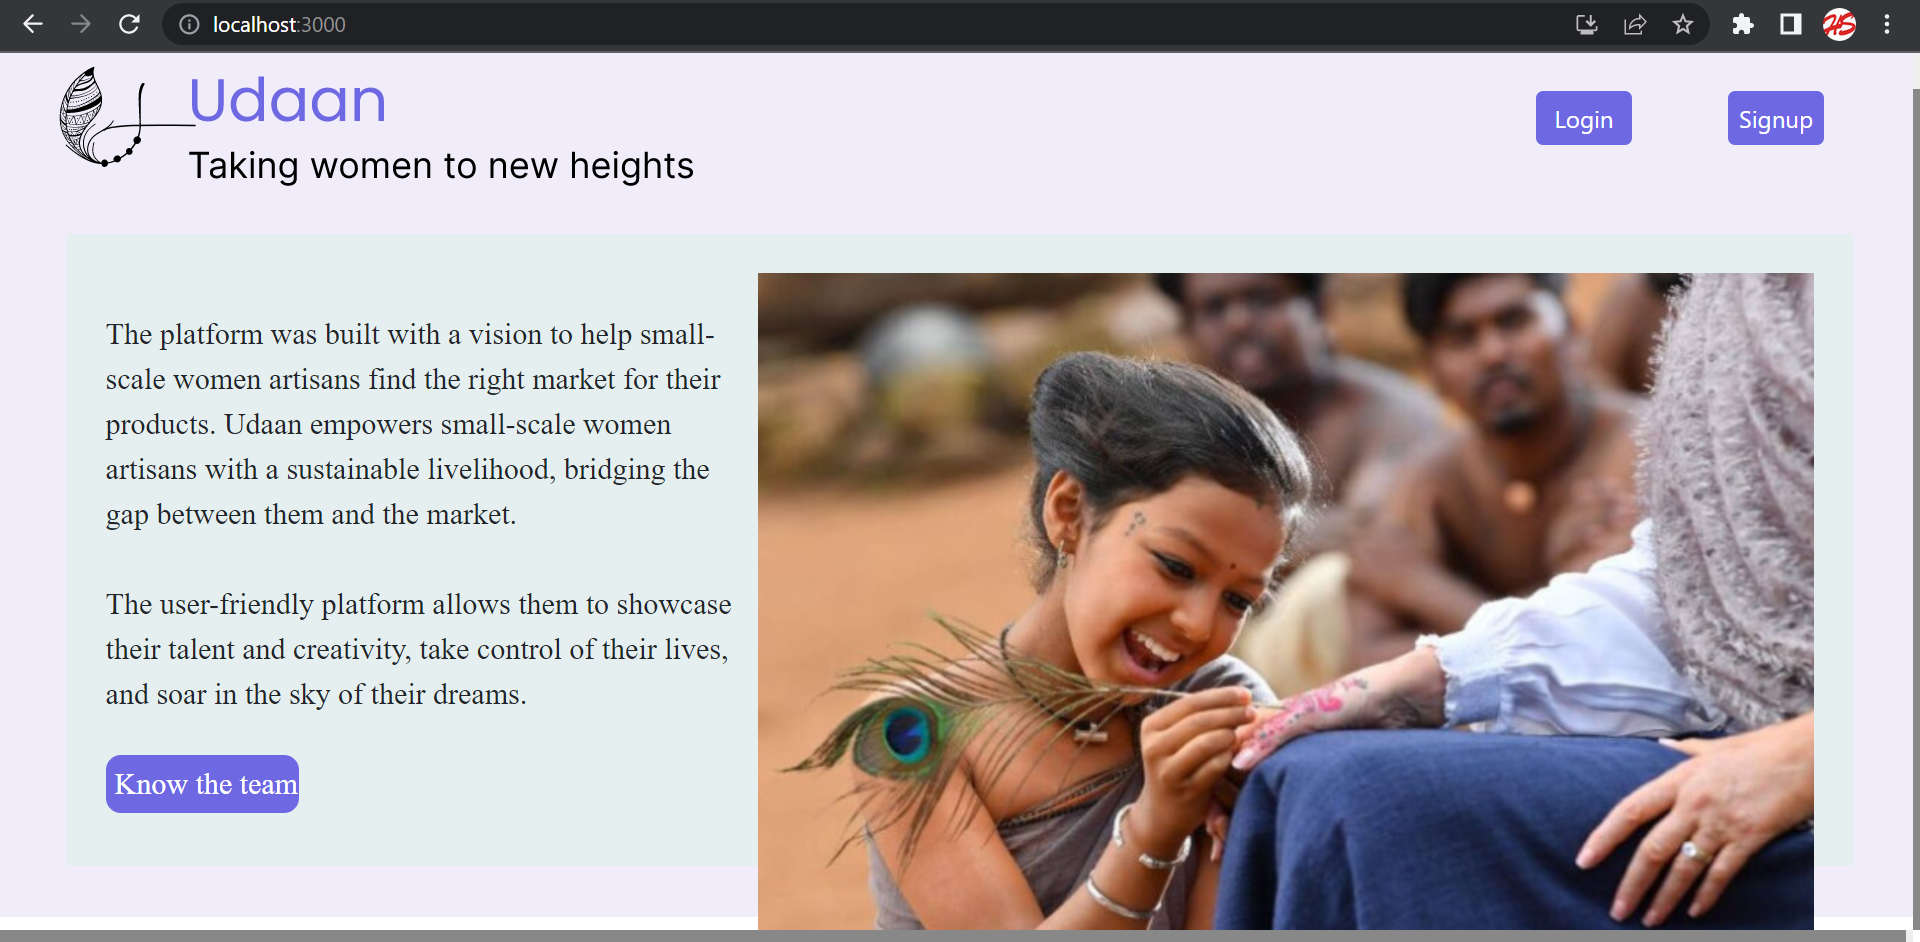 localhost:3000
Udaan
Taking women to new heights
Login
Signup
The platform was built with a vision to help small-
scale women artisans find the right market for their
products. Udaan empowers small-scale women
artisans with a sustainable livelihood, bridging the
gap between them and the market.
The user-friendly platform allows them to showcase
their talent and creativity, take control of their lives,
and soar in the sky of their dreams.
Know the team